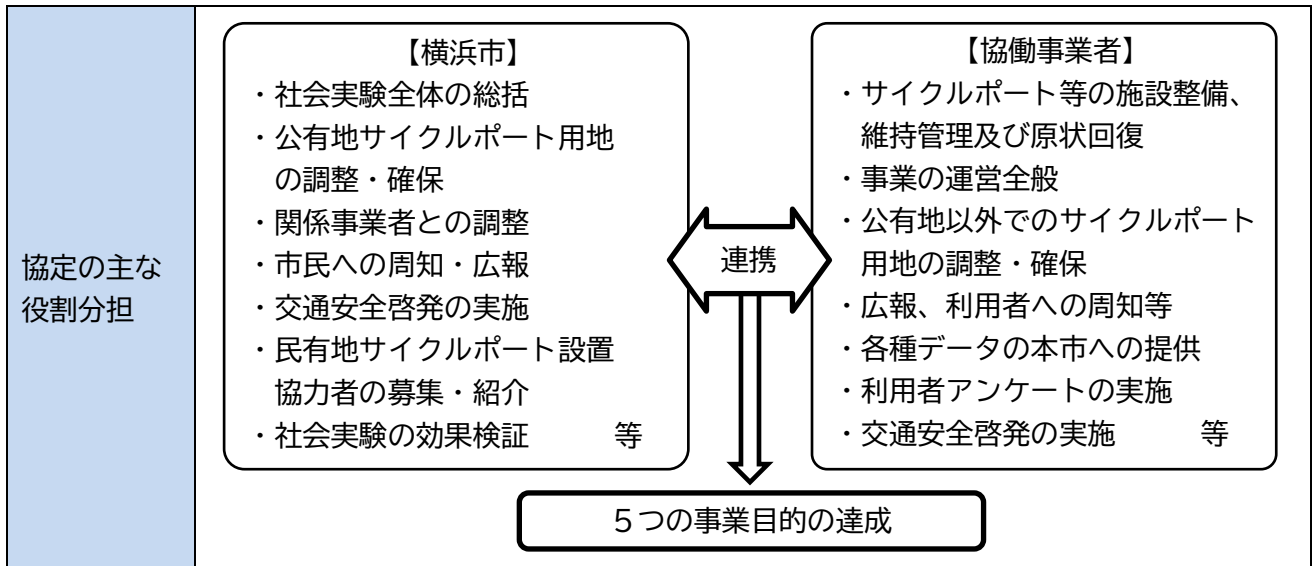 協定の主な
役割分担
【横浜市】
・社会実験全体の総括
・公有地サイクルポート用地
の調整・確保
・関係事業者との調整
・市民への周知・広報
・交通安全啓発の実施
・民有地サイクルポート設置
協力者の募集・紹介
・社会実験の効果検証　　　等
連携
【協働事業者】
・サイクルポート等の施設整備、
維持管理及び原状回復
・事業の運営全般
・公有地以外でのサイクルポート
用地の調整・確保
・広報、利用者への周知等
・各種データの本市への提供
・利用者アンケートの実施
・交通安全啓発の実施　　　等
５つの事業目的の達成